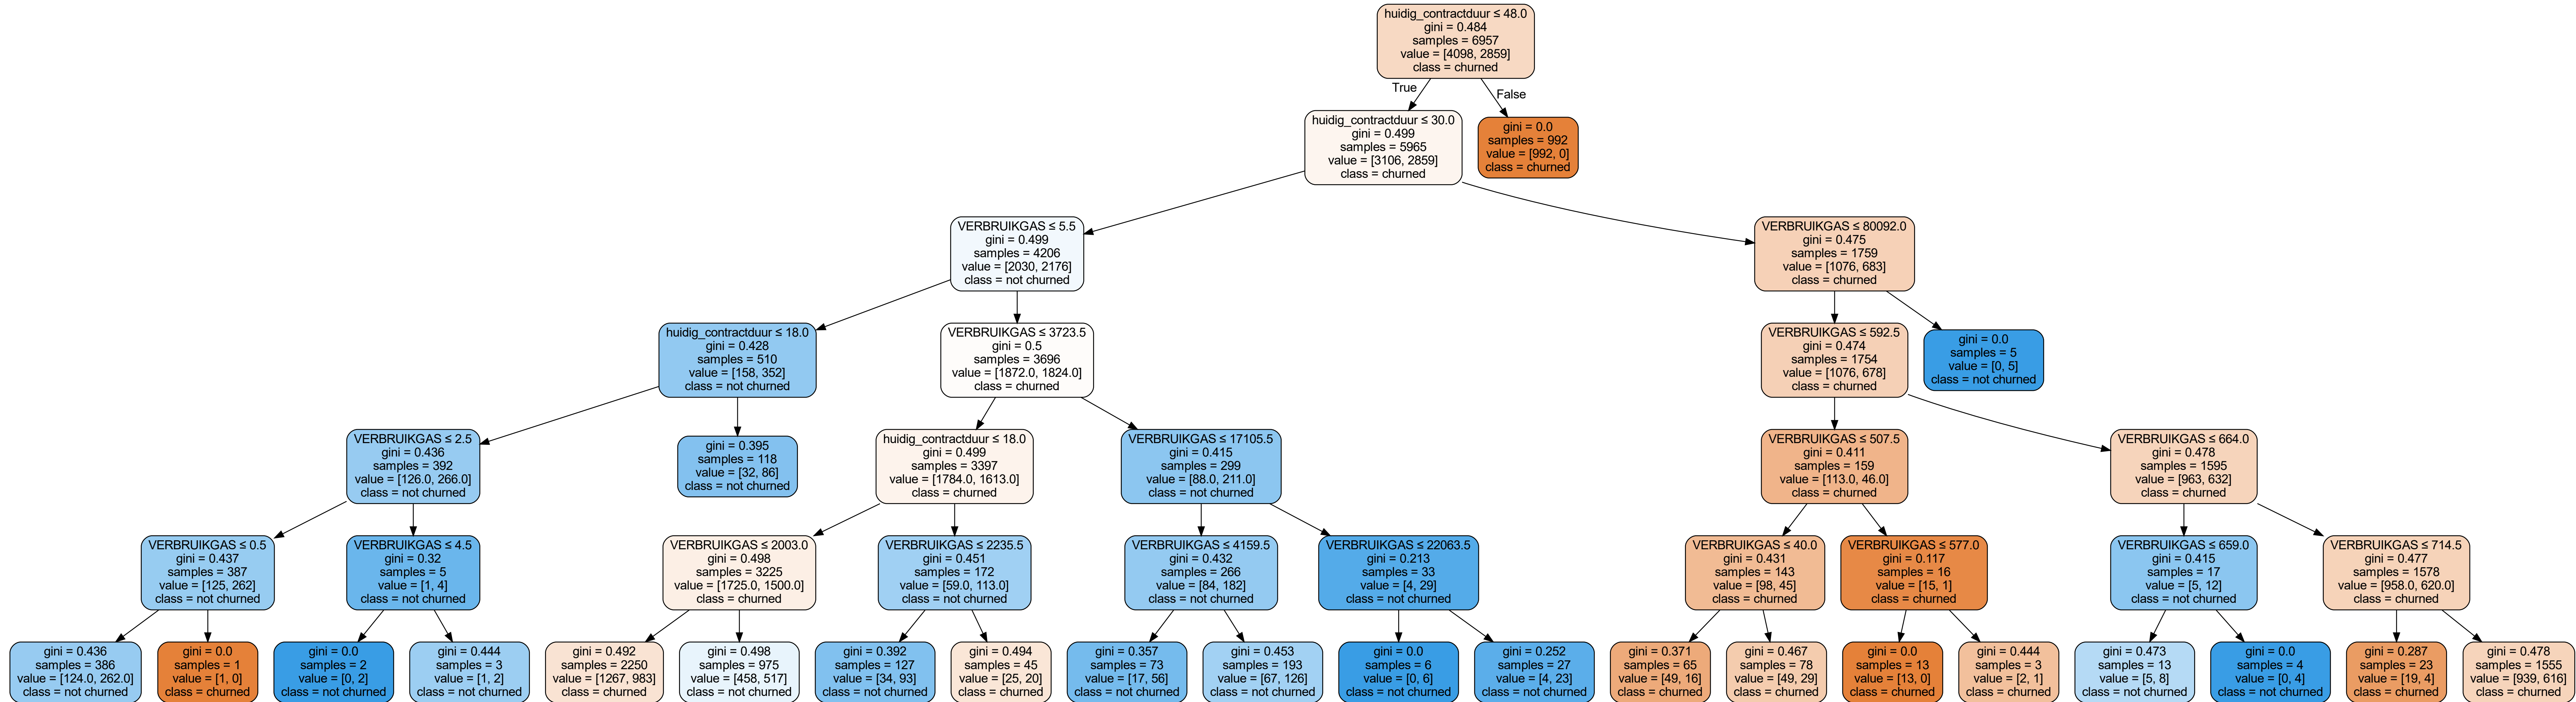 huidig_contractduur ≤ 48.0
gini = 0.484
samples = 6957
value = [4098, 2859]
class = churned
True
False
huidig_contractduur ≤ 30.0
gini = 0.499
samples = 5965
value = [3106, 2859]
class = churned
gini = 0.0
samples = 992
value = [992, 0]
class = churned
VERBRUIKGAS ≤ 5.5
gini = 0.499
samples = 4206
value = [2030, 2176]
class = not churned
VERBRUIKGAS ≤ 80092.0
gini = 0.475
samples = 1759
value = [1076, 683]
class = churned
huidig_contractduur ≤ 18.0
gini = 0.428
samples = 510
value = [158, 352]
class = not churned
VERBRUIKGAS ≤ 3723.5
gini = 0.5
samples = 3696
value = [1872.0, 1824.0]
class = churned
VERBRUIKGAS ≤ 592.5
gini = 0.474
samples = 1754
value = [1076, 678]
class = churned
gini = 0.0
samples = 5
value = [0, 5]
class = not churned
VERBRUIKGAS ≤ 2.5
gini = 0.436
samples = 392
value = [126.0, 266.0]
class = not churned
gini = 0.395
samples = 118
value = [32, 86]
class = not churned
huidig_contractduur ≤ 18.0
gini = 0.499
samples = 3397
value = [1784.0, 1613.0]
class = churned
VERBRUIKGAS ≤ 17105.5
gini = 0.415
samples = 299
value = [88.0, 211.0]
class = not churned
VERBRUIKGAS ≤ 507.5
gini = 0.411
samples = 159
value = [113.0, 46.0]
class = churned
VERBRUIKGAS ≤ 664.0
gini = 0.478
samples = 1595
value = [963, 632]
class = churned
VERBRUIKGAS ≤ 0.5
gini = 0.437
samples = 387
value = [125, 262]
class = not churned
VERBRUIKGAS ≤ 4.5
gini = 0.32
samples = 5
value = [1, 4]
class = not churned
VERBRUIKGAS ≤ 2003.0
gini = 0.498
samples = 3225
value = [1725.0, 1500.0]
class = churned
VERBRUIKGAS ≤ 2235.5
gini = 0.451
samples = 172
value = [59.0, 113.0]
class = not churned
VERBRUIKGAS ≤ 4159.5
gini = 0.432
samples = 266
value = [84, 182]
class = not churned
VERBRUIKGAS ≤ 22063.5
gini = 0.213
samples = 33
value = [4, 29]
class = not churned
VERBRUIKGAS ≤ 40.0
gini = 0.431
samples = 143
value = [98, 45]
class = churned
VERBRUIKGAS ≤ 577.0
gini = 0.117
samples = 16
value = [15, 1]
class = churned
VERBRUIKGAS ≤ 659.0
gini = 0.415
samples = 17
value = [5, 12]
class = not churned
VERBRUIKGAS ≤ 714.5
gini = 0.477
samples = 1578
value = [958.0, 620.0]
class = churned
gini = 0.436
samples = 386
value = [124.0, 262.0]
class = not churned
gini = 0.0
samples = 1
value = [1, 0]
class = churned
gini = 0.0
samples = 2
value = [0, 2]
class = not churned
gini = 0.444
samples = 3
value = [1, 2]
class = not churned
gini = 0.492
samples = 2250
value = [1267, 983]
class = churned
gini = 0.498
samples = 975
value = [458, 517]
class = not churned
gini = 0.392
samples = 127
value = [34, 93]
class = not churned
gini = 0.494
samples = 45
value = [25, 20]
class = churned
gini = 0.357
samples = 73
value = [17, 56]
class = not churned
gini = 0.453
samples = 193
value = [67, 126]
class = not churned
gini = 0.0
samples = 6
value = [0, 6]
class = not churned
gini = 0.252
samples = 27
value = [4, 23]
class = not churned
gini = 0.371
samples = 65
value = [49, 16]
class = churned
gini = 0.467
samples = 78
value = [49, 29]
class = churned
gini = 0.0
samples = 13
value = [13, 0]
class = churned
gini = 0.444
samples = 3
value = [2, 1]
class = churned
gini = 0.473
samples = 13
value = [5, 8]
class = not churned
gini = 0.0
samples = 4
value = [0, 4]
class = not churned
gini = 0.287
samples = 23
value = [19, 4]
class = churned
gini = 0.478
samples = 1555
value = [939, 616]
class = churned